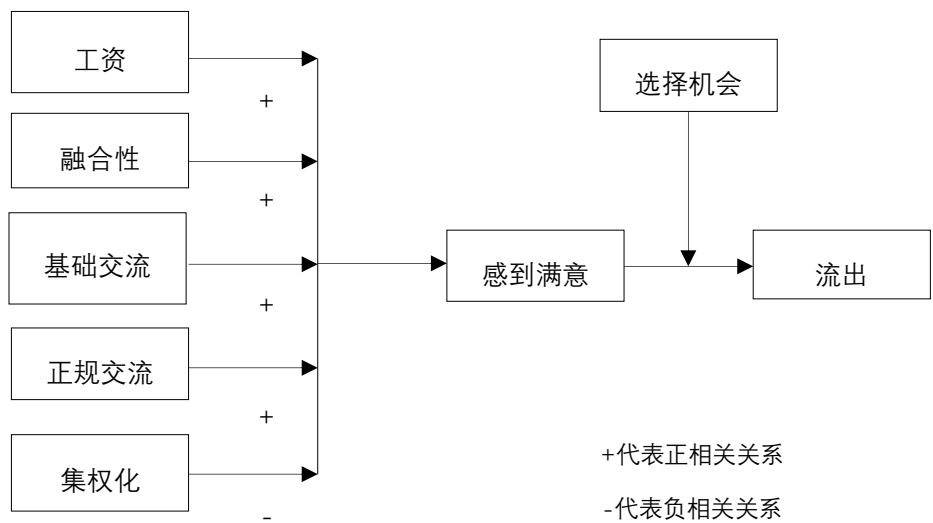 工资
+
融合性
+
基础交流
+
正规交流
+
集权化
-
选择机会
感到满意
流出
+代表正相关关系
-代表负相关关系